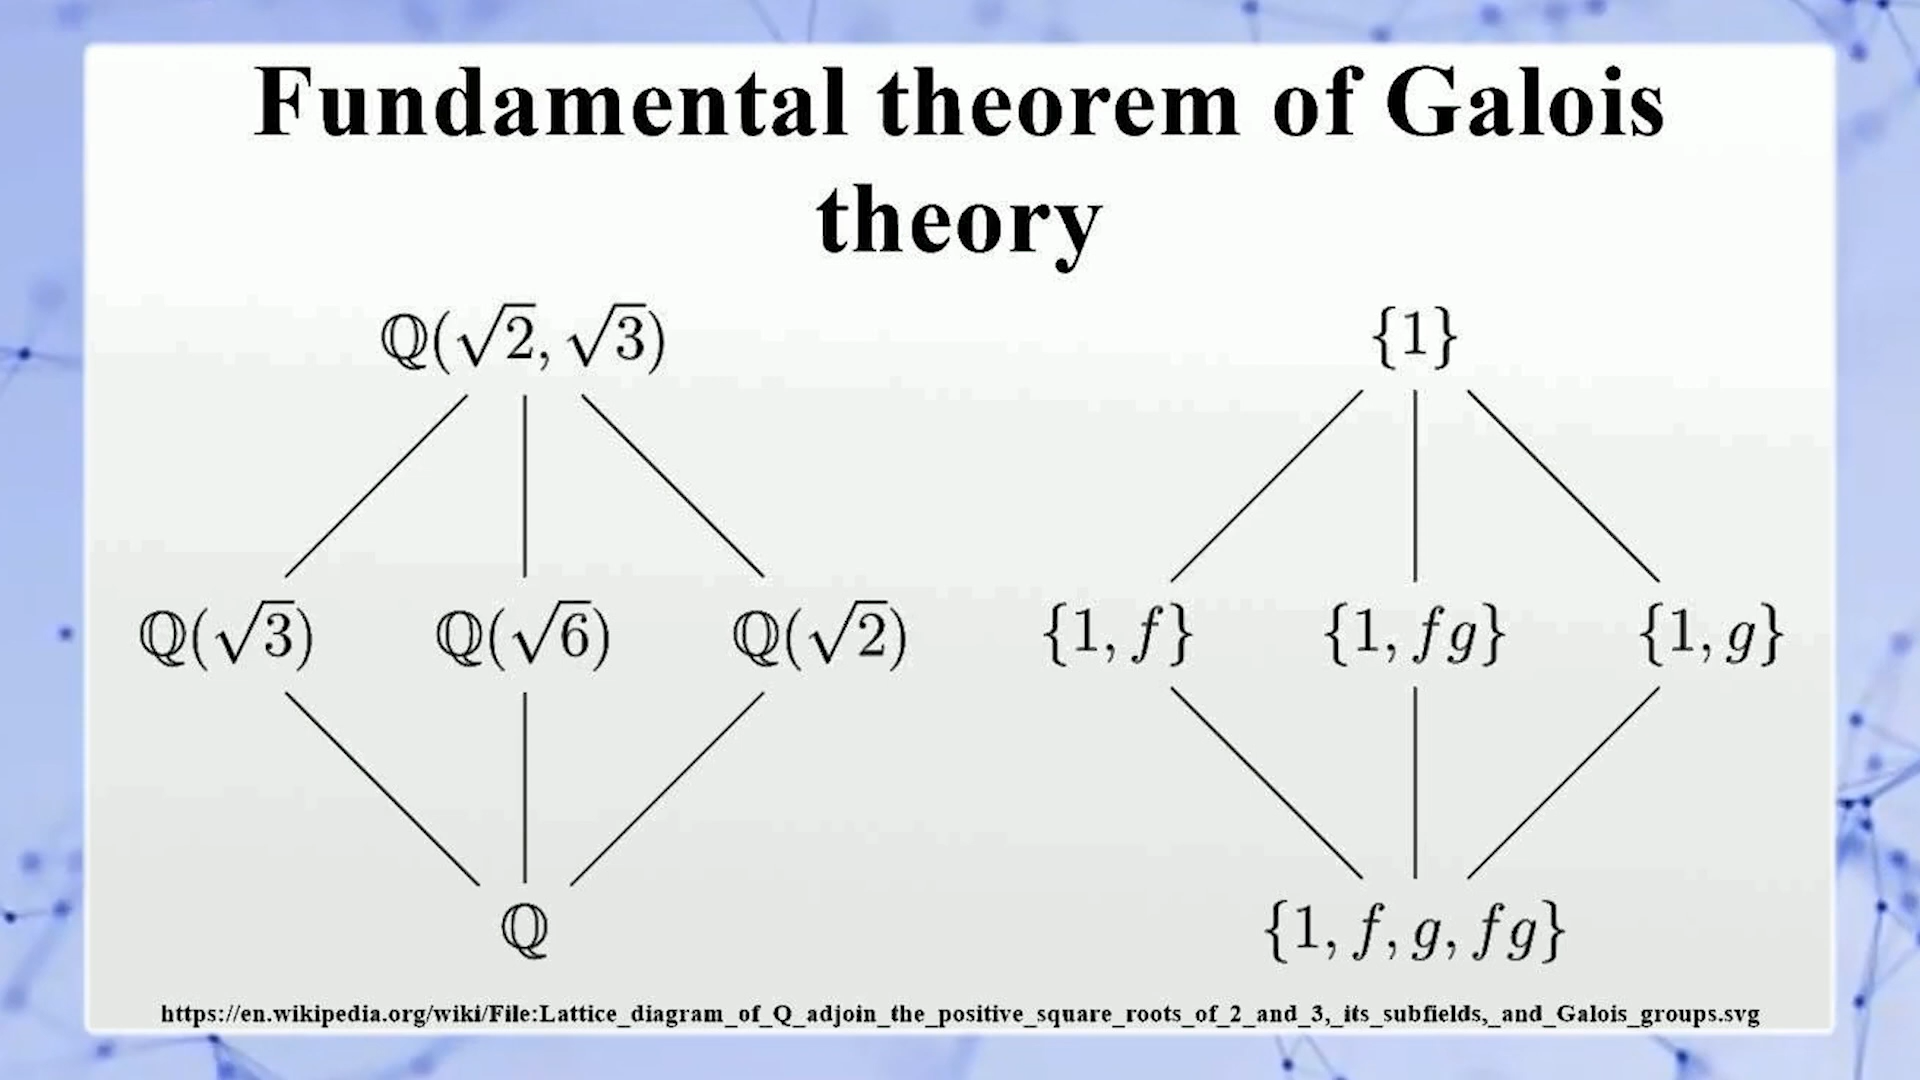 Fundamental theorem of Galois
theory
ℚ(√2, √3)
{1}
ℚ(√3) ℚ(√6) ℚ(√2)
{1, f} {1, fg} {1, g}
ℚ
{1, f, g, fg}
https://en.wikipedia.org/wiki/File:Lattice_diagram_of_Q_adjoin_the_positive_square_roots_of_2_and_3,_its_subfields,_and_Galois_groups.svg